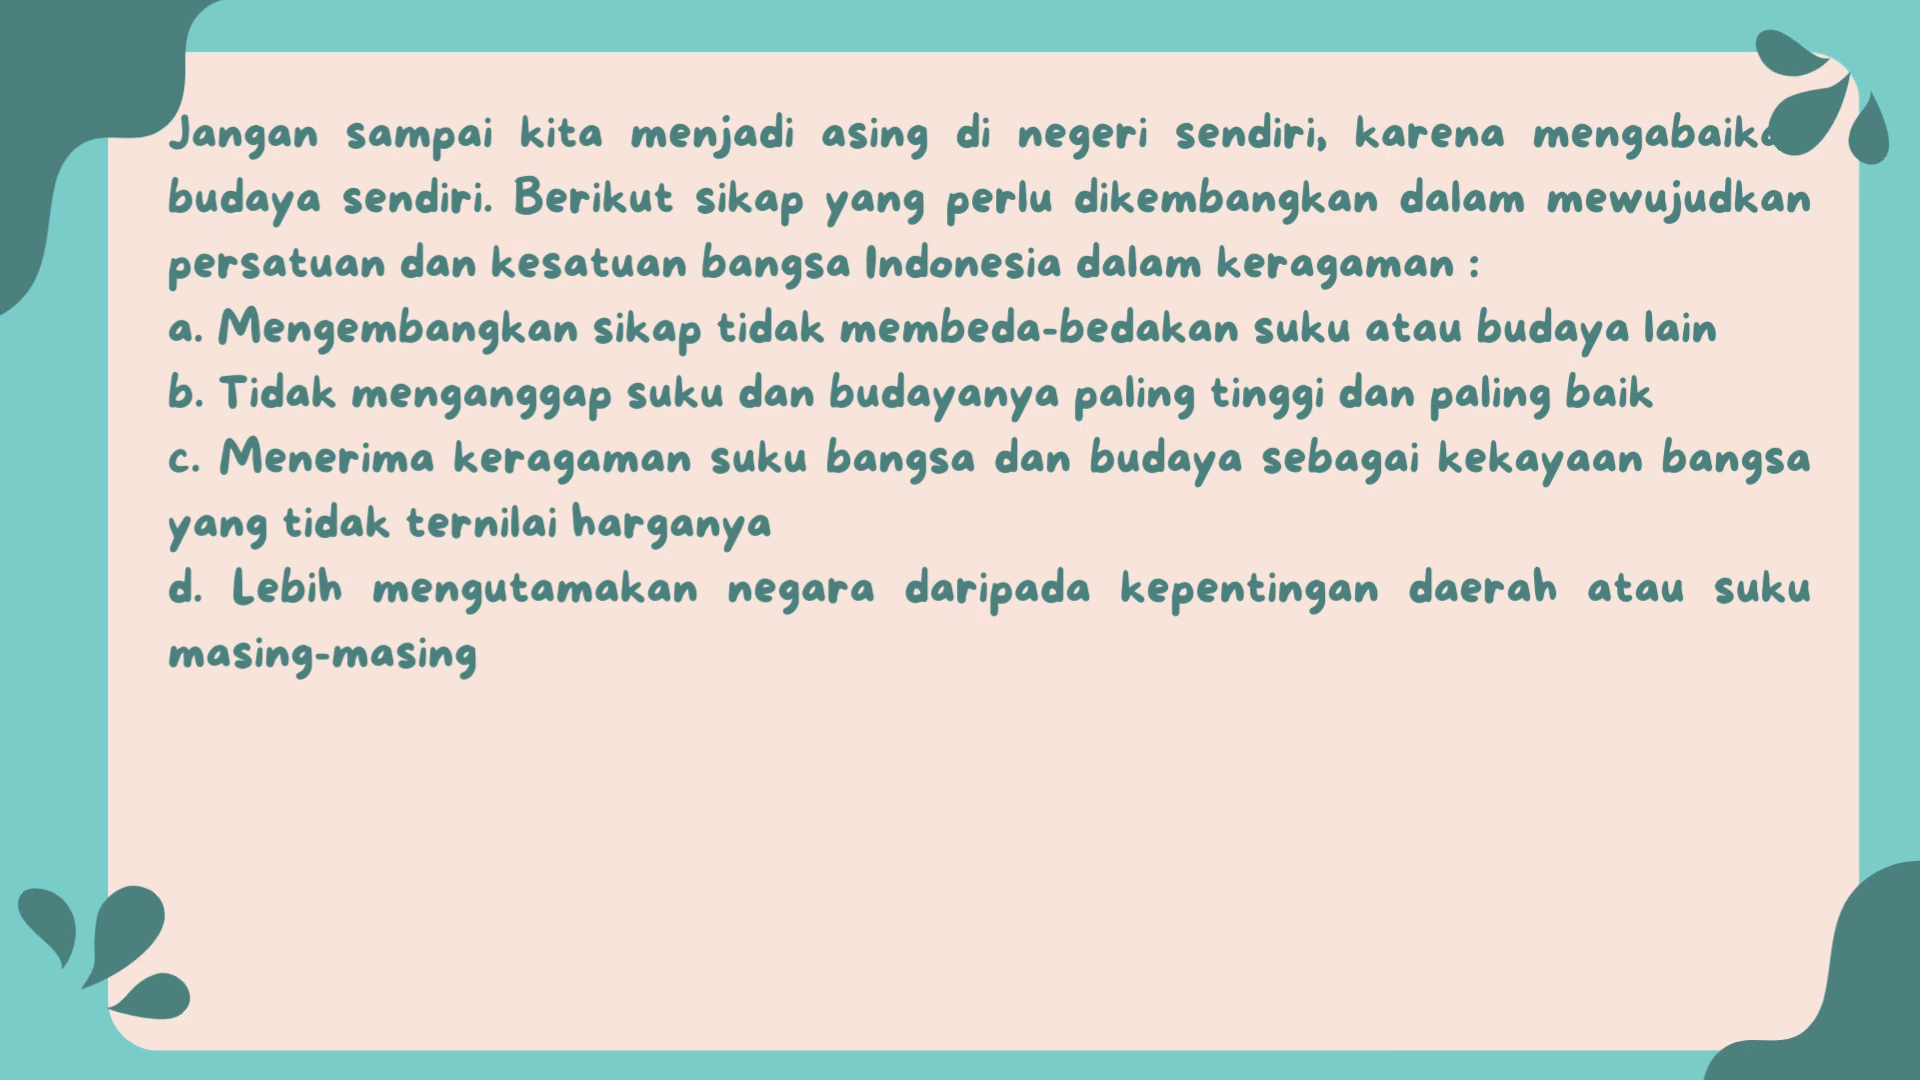 Jangan sampai kita menjadi asing di negeri sendiri, karena
budaya sendiri. Berikut sikap yang perlu dikembangkan dalam mewujudkan
persatuan dan kesatuan bangsa Indonesia dalam keragaman :
a. Mengembangkan sikap tidak membeda-bedakan suku atau budaya lain
b. Tidak menganggap suku dan budayanya paling tinggi dan paling baik
c. Menerima keragaman suku bangsa dan budaya sebagai kekayaan bangsa
yang tidak ternilai harganya
d. Lebih mengutamakan negara daripada kepentingan daerah atau suku
masing-masing